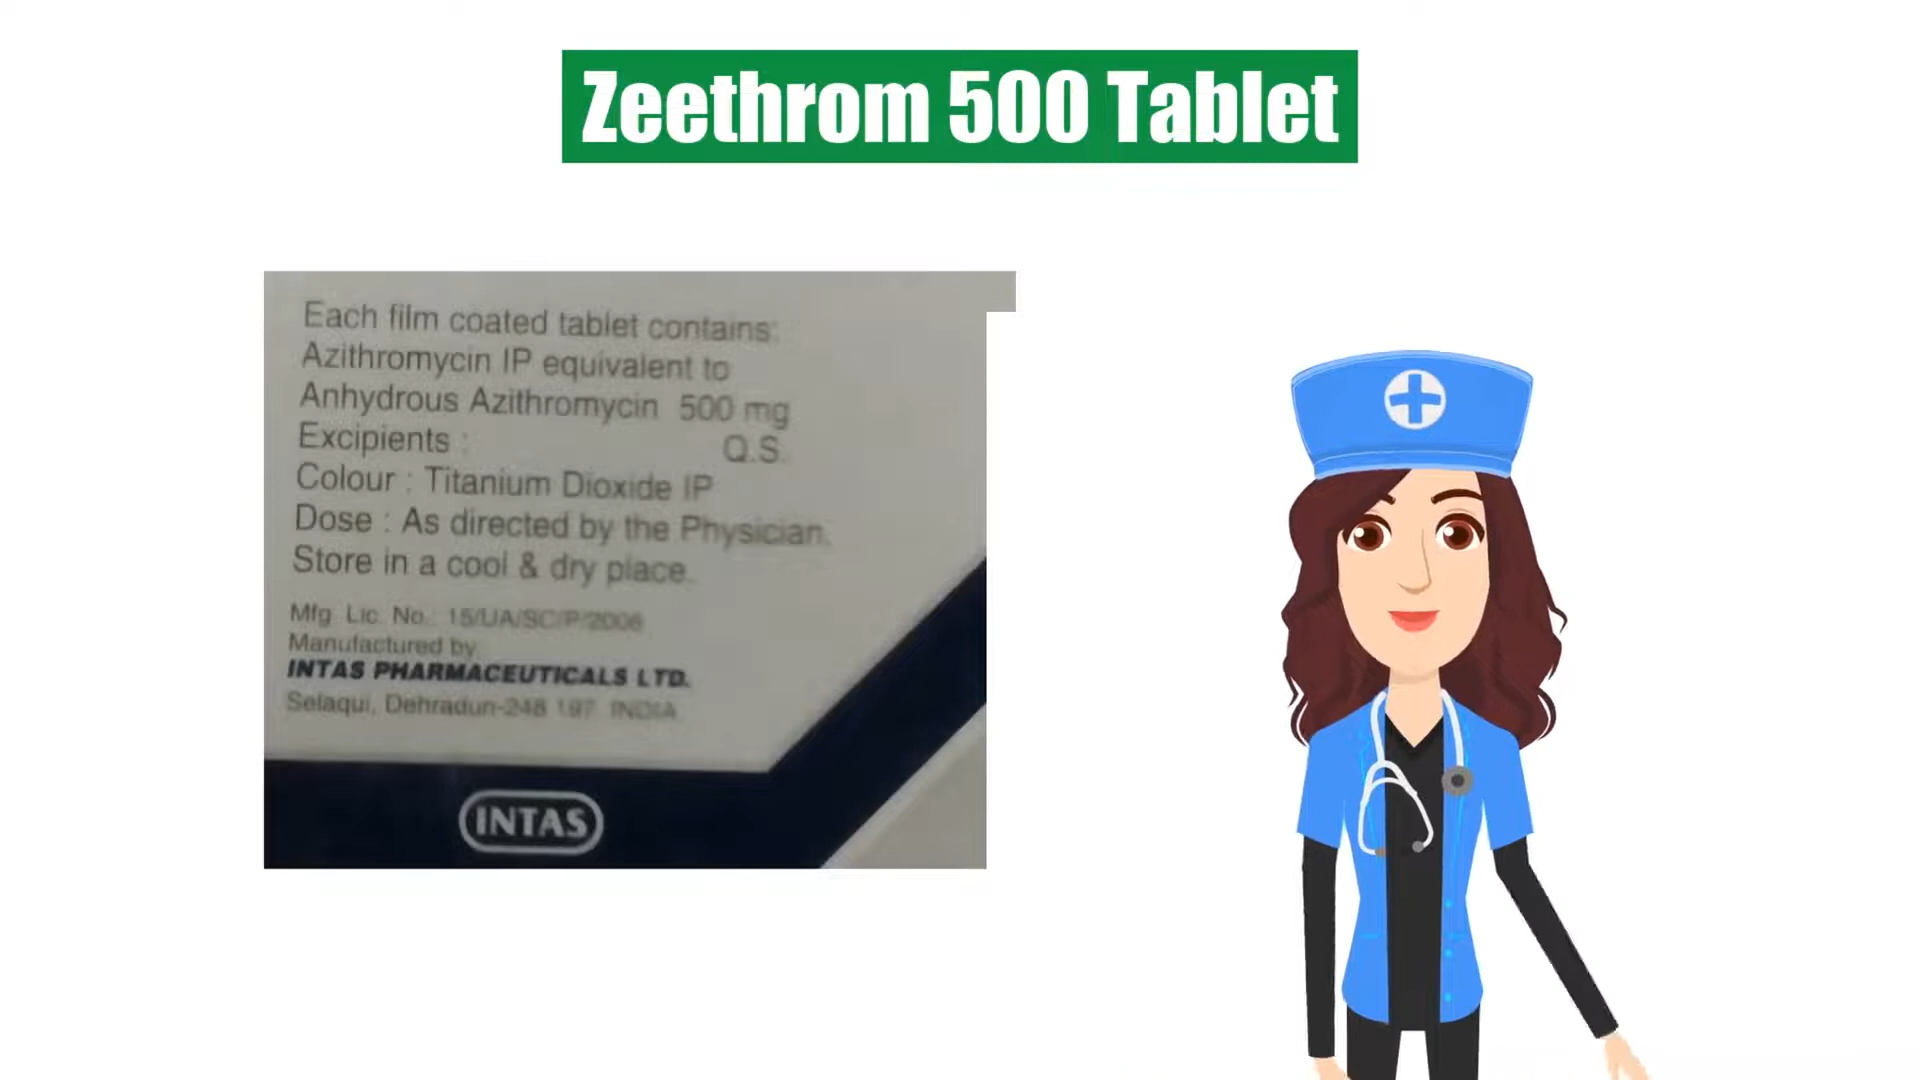 Zeethrom 500 Tablet
Each film coated tablet contains:
Azithromycin IP equivalent to
Anhydrous Azithromycin 500 mg
Excipients : Q.S.
Colour : Titanium Dioxide IP
Dose : As directed by the Physician.
Store in a cool & dry place.
Mfg. Lic. No.: 15/UA/SC/P/2006
Manufactured by:
INTAS PHARMACEUTICALS LTD.
Selaqui, Dehradun-248 197. INDIA
INTAS